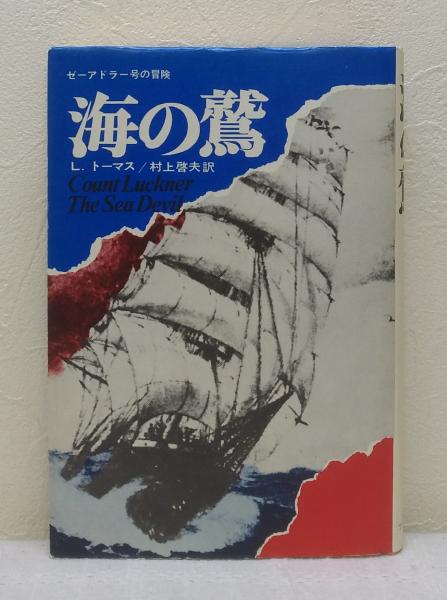 ゼーアドラー号の冒険
海の鷲
L. トーマス／村上啓夫訳
Count Luckner
The Sea Devil